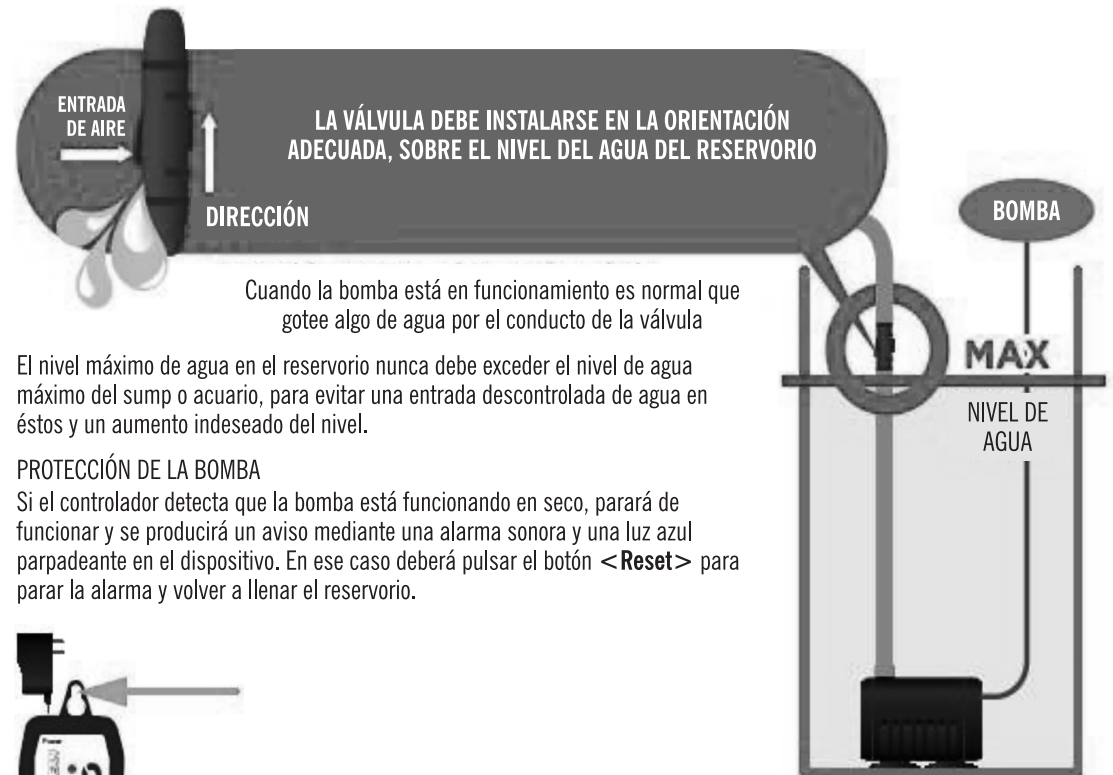 ENTRADA
DE AIRE
LA VÁLVULA DEBE INSTALARSE EN LA ORIENTACIÓN
ADECUADA, SOBRE EL NIVEL DEL AGUA DEL RESERVORIO
DIRECCIÓN
BOMBA
Cuando la bomba está en funcionamiento es normal que
gotee algo de agua por el conducto de la válvula
MAX
NIVEL DE
AGUA
El nivel máximo de agua en el reservorio nunca debe exceder el nivel de agua
máximo del sump o acuario, para evitar una entrada descontrolada de agua en
éstos y un aumento indeseado del nivel.
PROTECCIÓN DE LA BOMBA
Si el controlador detecta que la bomba está funcionando en seco, parará de
funcionar y se producirá un aviso mediante una alarma sonora y una luz azul
parpadeante en el dispositivo. En ese caso deberá pulsar el botón <Reset> para
parar la alarma y volver a llenar el reservorio.
Power